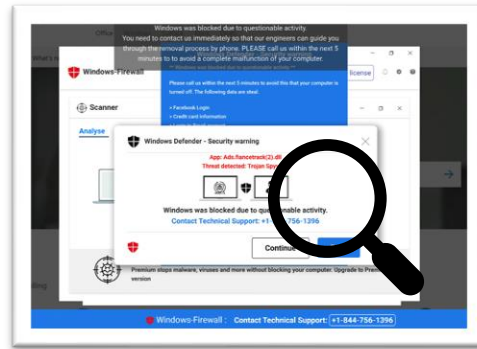 Windows was blocked due to questionable activity.
You need to contact us immediately so that our engineers can guide you
through the removal process by phone. PLEASE call us within the next 5
minutes to to avoid a complete malfunction of your computer.
Windows-Firewall
license
Please call us within the next 5 minutes to avoid this that your computer is
turned off. The following data are steal.
» Facebook Login
» Credit card information
Scanner
Analyse
Windows Defender - Security warning
App: Ads.fiancetrack(2).dll
Threat detected: Trojan
Windows was blocked due to questionable activity.
Contact Technical Support: +1-844-756-1396
Continue
Premium stops malware, viruses and more without blocking your computer. Upgrade to
version
Windows-Firewall : Contact Technical Support: +1-844-756-1396